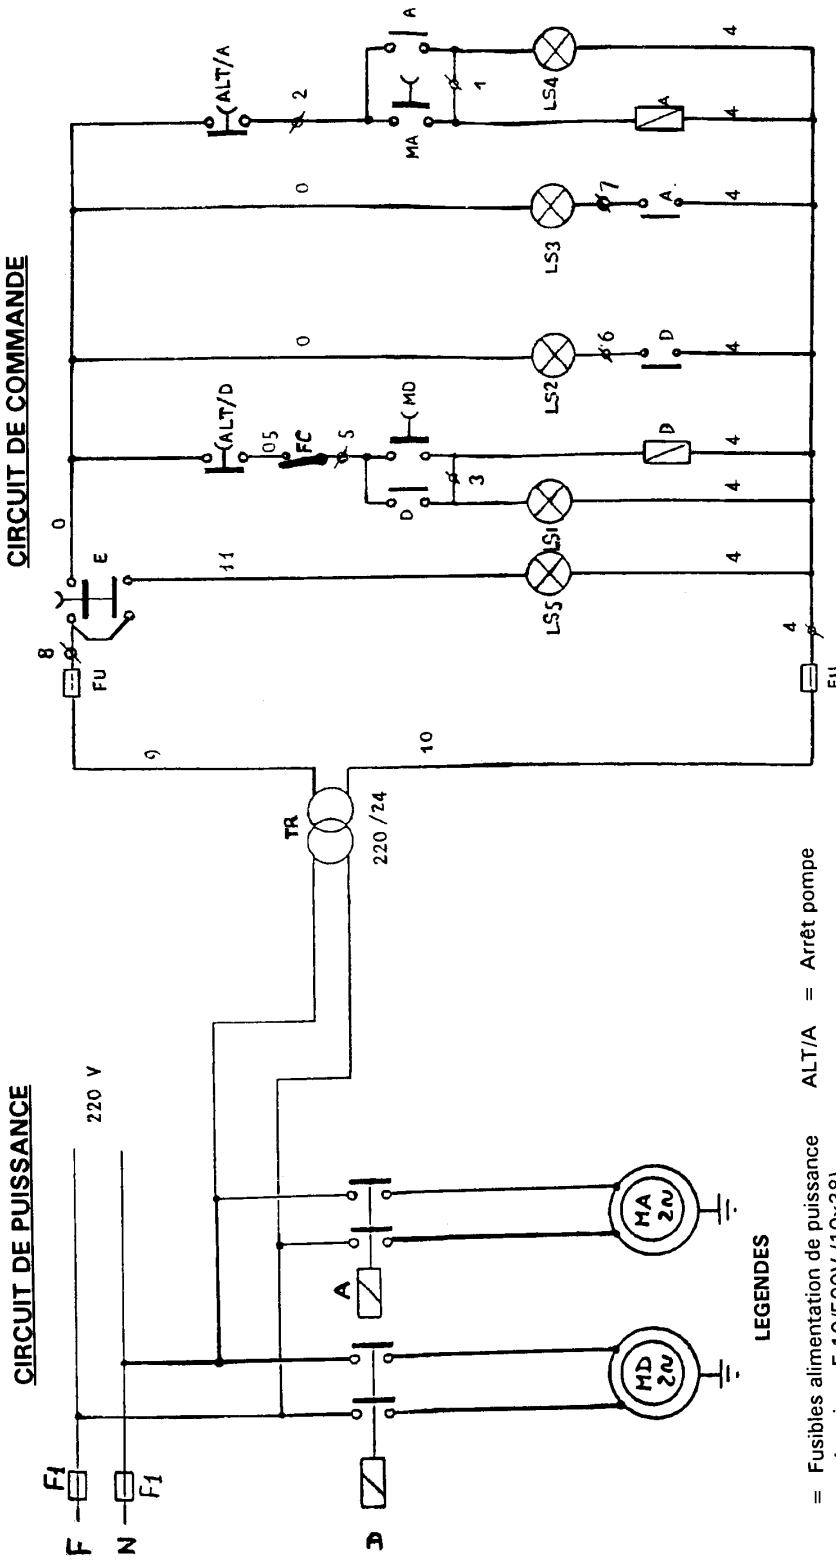 CIRCUIT DE PUISSANCE
CIRCUIT DE COMMANDE
F
N
F1
F1
220 V
D
A
MD
2N
MA
2N
TR
220/24
9
10
8
FU
FU
4
E
0
11
LS5
4
ALT/D
05
FC
5
D
MD
3
LS1
4
D
4
0
LS2
6
D
4
0
LS3
7
A
4
ALT/A
2
MA
A
1
LS4
4
A
4
LEGENDES
= Fusibles alimentation de puissance
ALT/A = Arrêt pompe